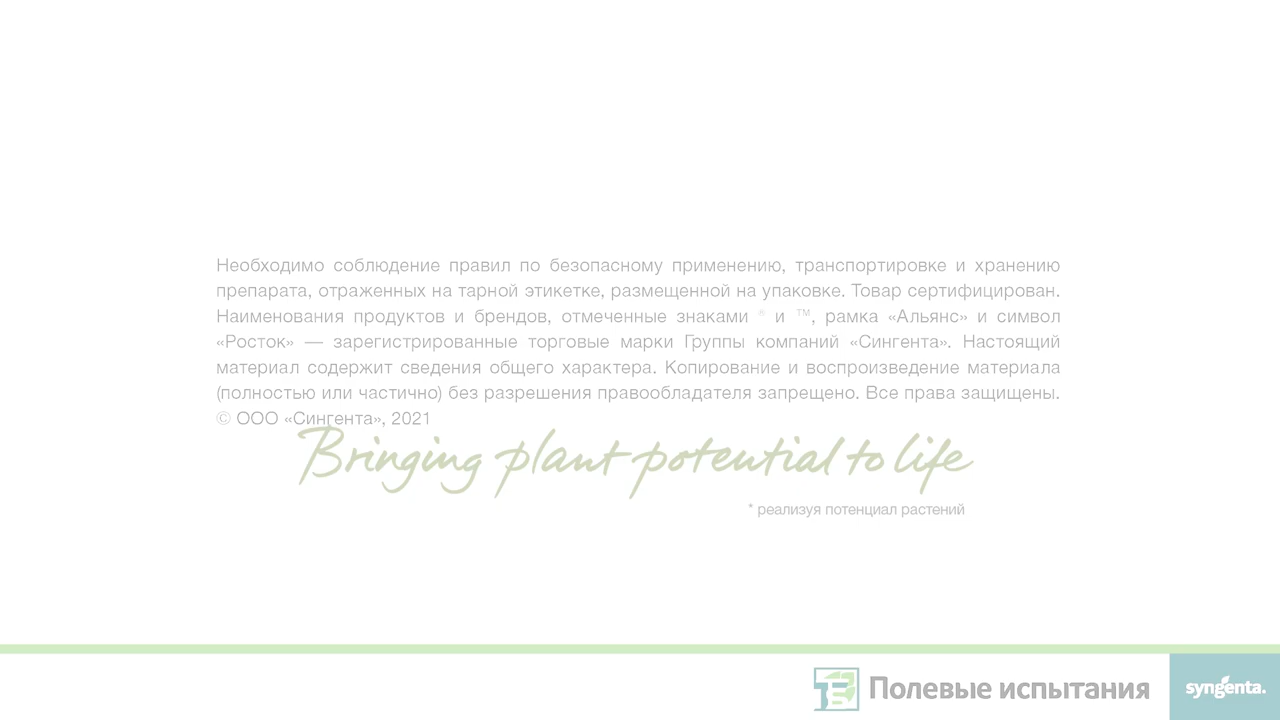 Необходимо соблюдение правил по безопасному применению, транспортировке и хранению
препарата, отраженных на тарной этикетке, размещенной на упаковке. Товар сертифицирован.
Наименования продуктов и брендов, отмеченные знаками ® и ™, рамка «Альянс» и символ
«Росток» — зарегистрированные торговые марки Группы компаний «Сингента». Настоящий
материал содержит сведения общего характера. Копирование и воспроизведение материала
(полностью или частично) без разрешения правообладателя запрещено. Все права защищены.
© ООО «Сингента», 2021
Bringing plant potential to life
* реализуя потенциал растений
Полевые испытания
syngenta.